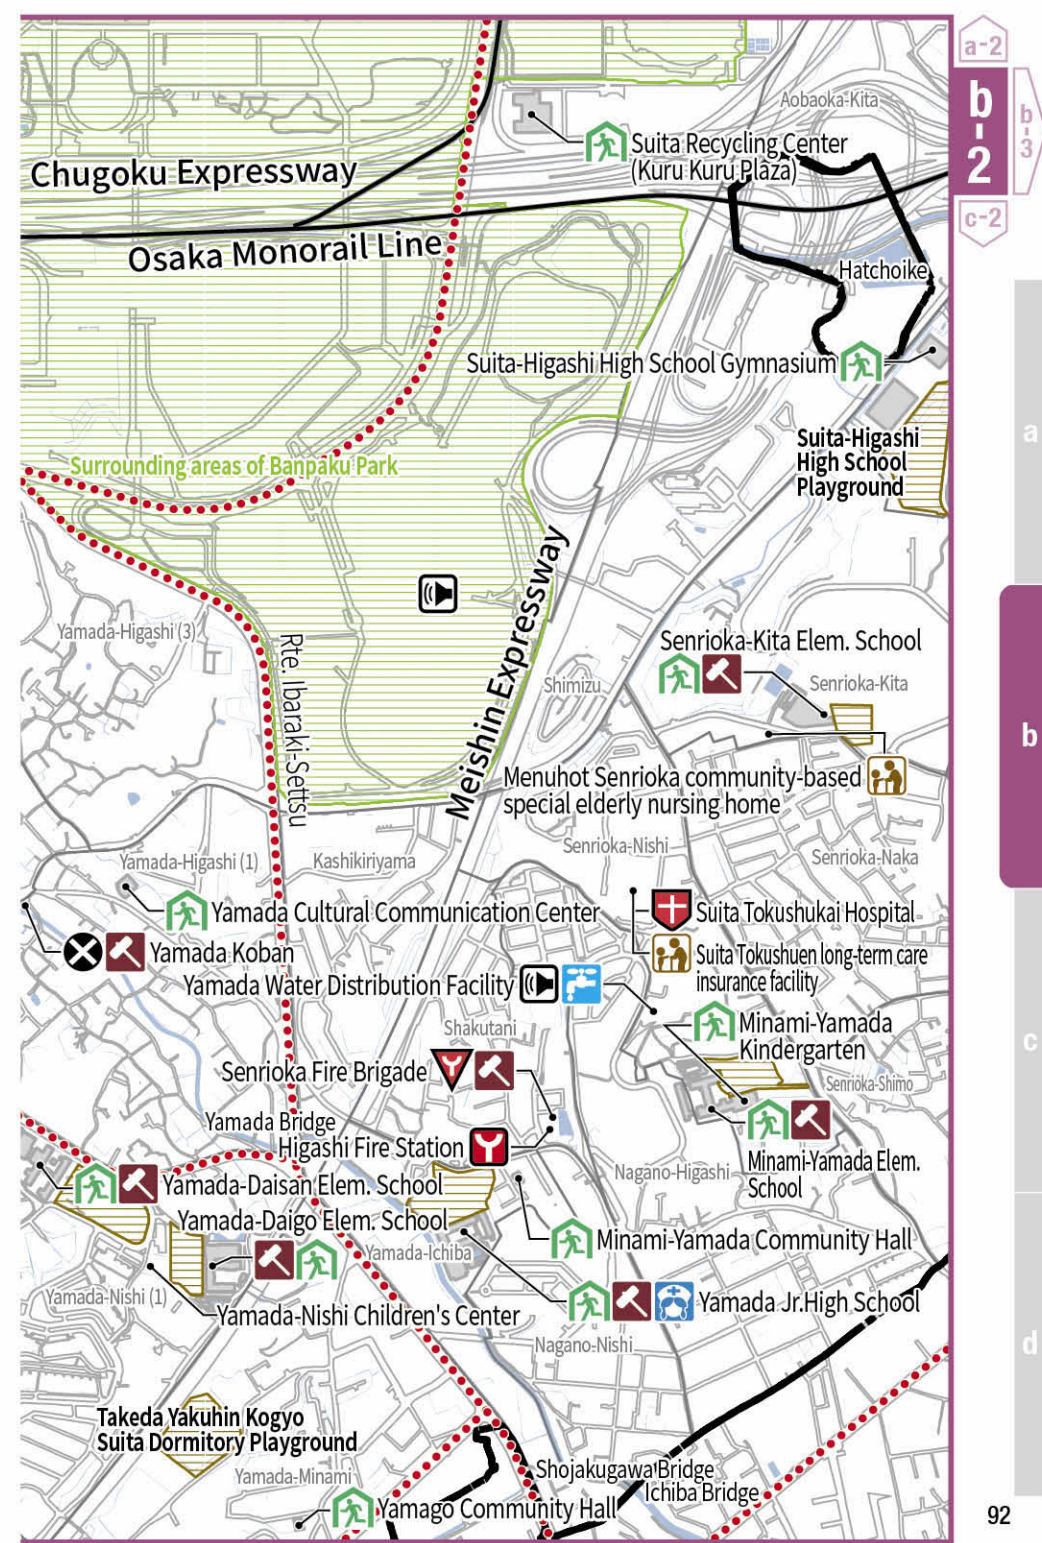 a-2
b-2
b-3
c-2
a
b
c
d
Aobaoka-Kita
Suita Recycling Center
(Kuru Kuru Plaza)
Chugoku Expressway
Osaka Monorail Line
Hatchoike
Suita-Higashi High School Gymnasium
Suita-Higashi
High School
Playground
Surrounding areas of Banpaku Park
Meishin Expressway
Yamada-Higashi (3)
Rte. Ibaraki-Settsu
Senrioka-Kita Elem. School
Shimizu
Senrioka-Kita
Menuhot Senrioka community-based
special elderly nursing home
Senrioka-Nishi
Yamada-Higashi (1)
Kashikiriyama
Senrioka-Naka
Yamada Cultural Communication Center
Suita Tokushukai Hospital
Yamada Koban
Suita Tokushuen long-term care
insurance facility
Yamada Water Distribution Facility
Shakutani
Minami-Yamada
Kindergarten
Senrioka Fire Brigade
Senrioka-Shimo
Yamada Bridge
Higashi Fire Station
Minami-Yamada Elem.
School
Nagano-Higashi
Yamada-Daisan Elem. School
Yamada-Daigo Elem. School
Yamada-Ichiba
Minami-Yamada Community Hall
Yamada-Nishi (1)
Yamada-Nishi Children's Center
Yamada Jr.High School
Nagano-Nishi
Takeda Yakuhin Kogyo
Suita Dormitory Playground
Yamada-Minami
Shojakugawa Bridge
Ichiba Bridge
Yamago Community Hall
92